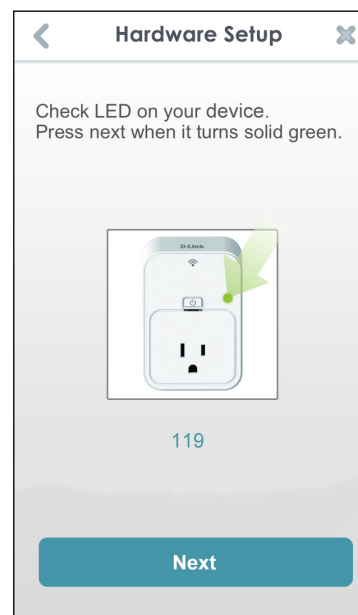 Hardware Setup
Check LED on your device.
Press next when it turns solid green.
D-Link
119
Next